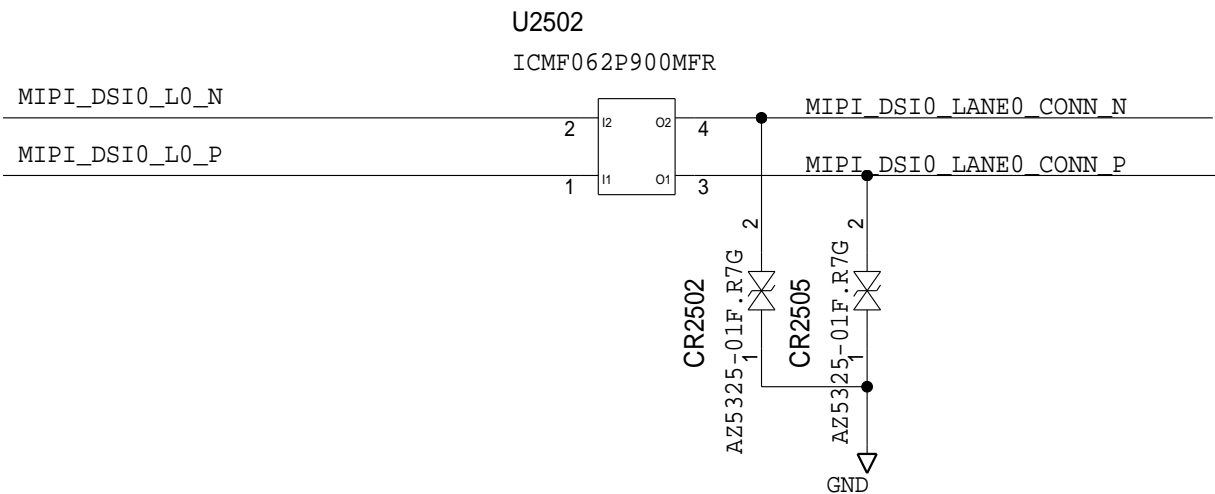 U2502
ICMF062P900MFR
MIPI_DSI0_L0_N
MIPI_DSI0_LANE0_CONN_N
2
I2
O2
4
MIPI_DSI0_L0_P
MIPI_DSI0_LANE0_CONN_P
1
I1
O1
3
2
2
CR2502
AZ5325-01F.R7G
CR2505
AZ5325-01F.R7G
1
1
GND